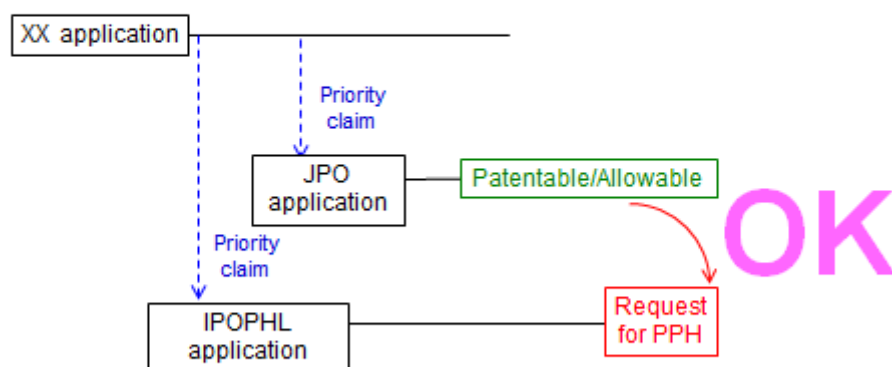 XX application
Priority
claim
JPO
application
Patentable/Allowable
OK
Priority
claim
IPOPHL
application
Request
for PPH